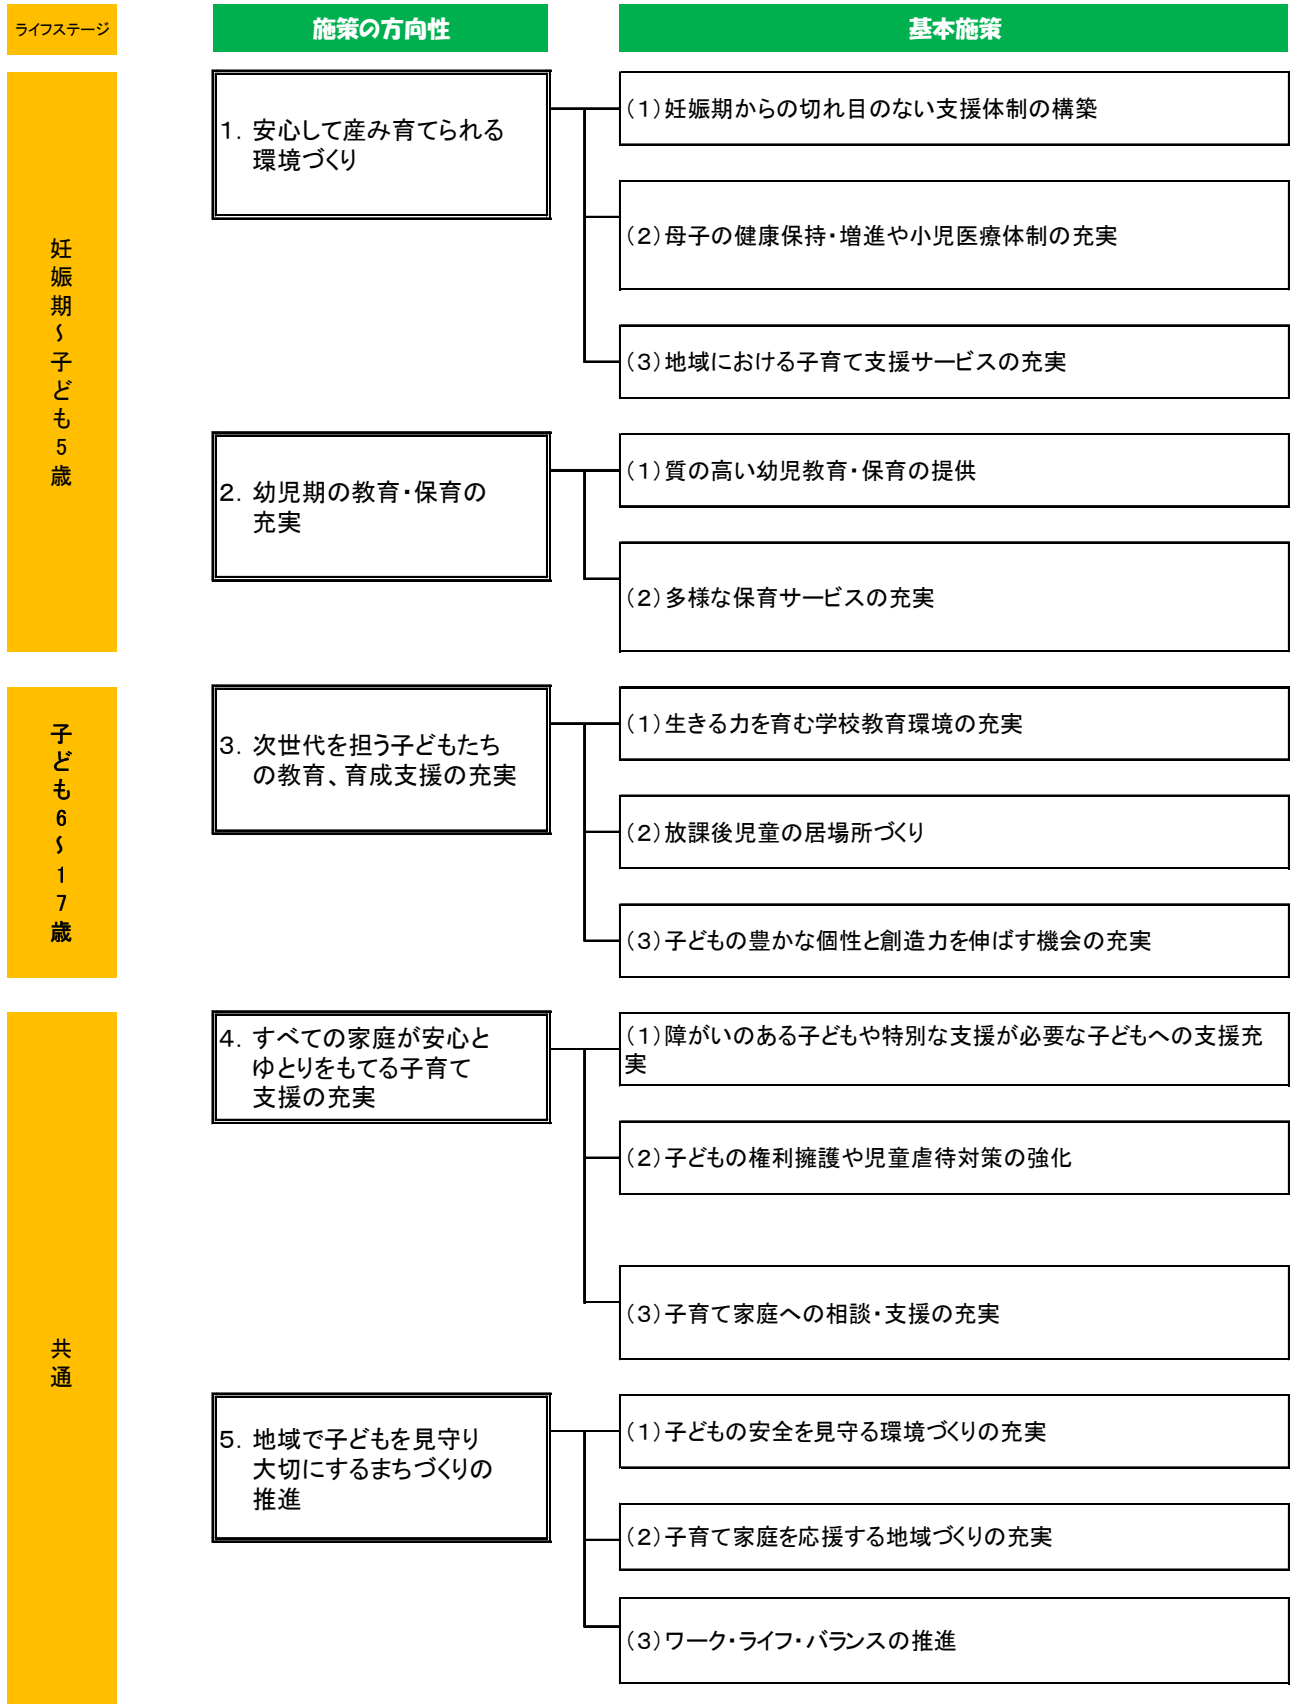 ライフステージ
施策の方向性
基本施策
妊娠期~子ども5歳
1. 安心して産み育てられる
環境づくり
(1)妊娠期からの切れ目のない支援体制の構築
(2)母子の健康保持・増進や小児医療体制の充実
(3)地域における子育て支援サービスの充実
2. 幼児期の教育・保育の
充実
(1)質の高い幼児教育・保育の提供
(2)多様な保育サービスの充実
子ども6~17歳
3. 次世代を担う子どもたち
の教育、育成支援の充実
(1)生きる力を育む学校教育環境の充実
(2)放課後児童の居場所づくり
(3)子どもの豊かな個性と創造力を伸ばす機会の充実
共通
4. すべての家庭が安心と
ゆとりをもてる子育て
支援の充実
(1)障がいのある子どもや特別な支援が必要な子どもへの支援充
実
(2)子どもの権利擁護や児童虐待対策の強化
(3)子育て家庭への相談・支援の充実
5. 地域で子どもを見守り
大切にするまちづくりの
推進
(1)子どもの安全を見守る環境づくりの充実
(2)子育て家庭を応援する地域づくりの充実
(3)ワーク・ライフ・バランスの推進